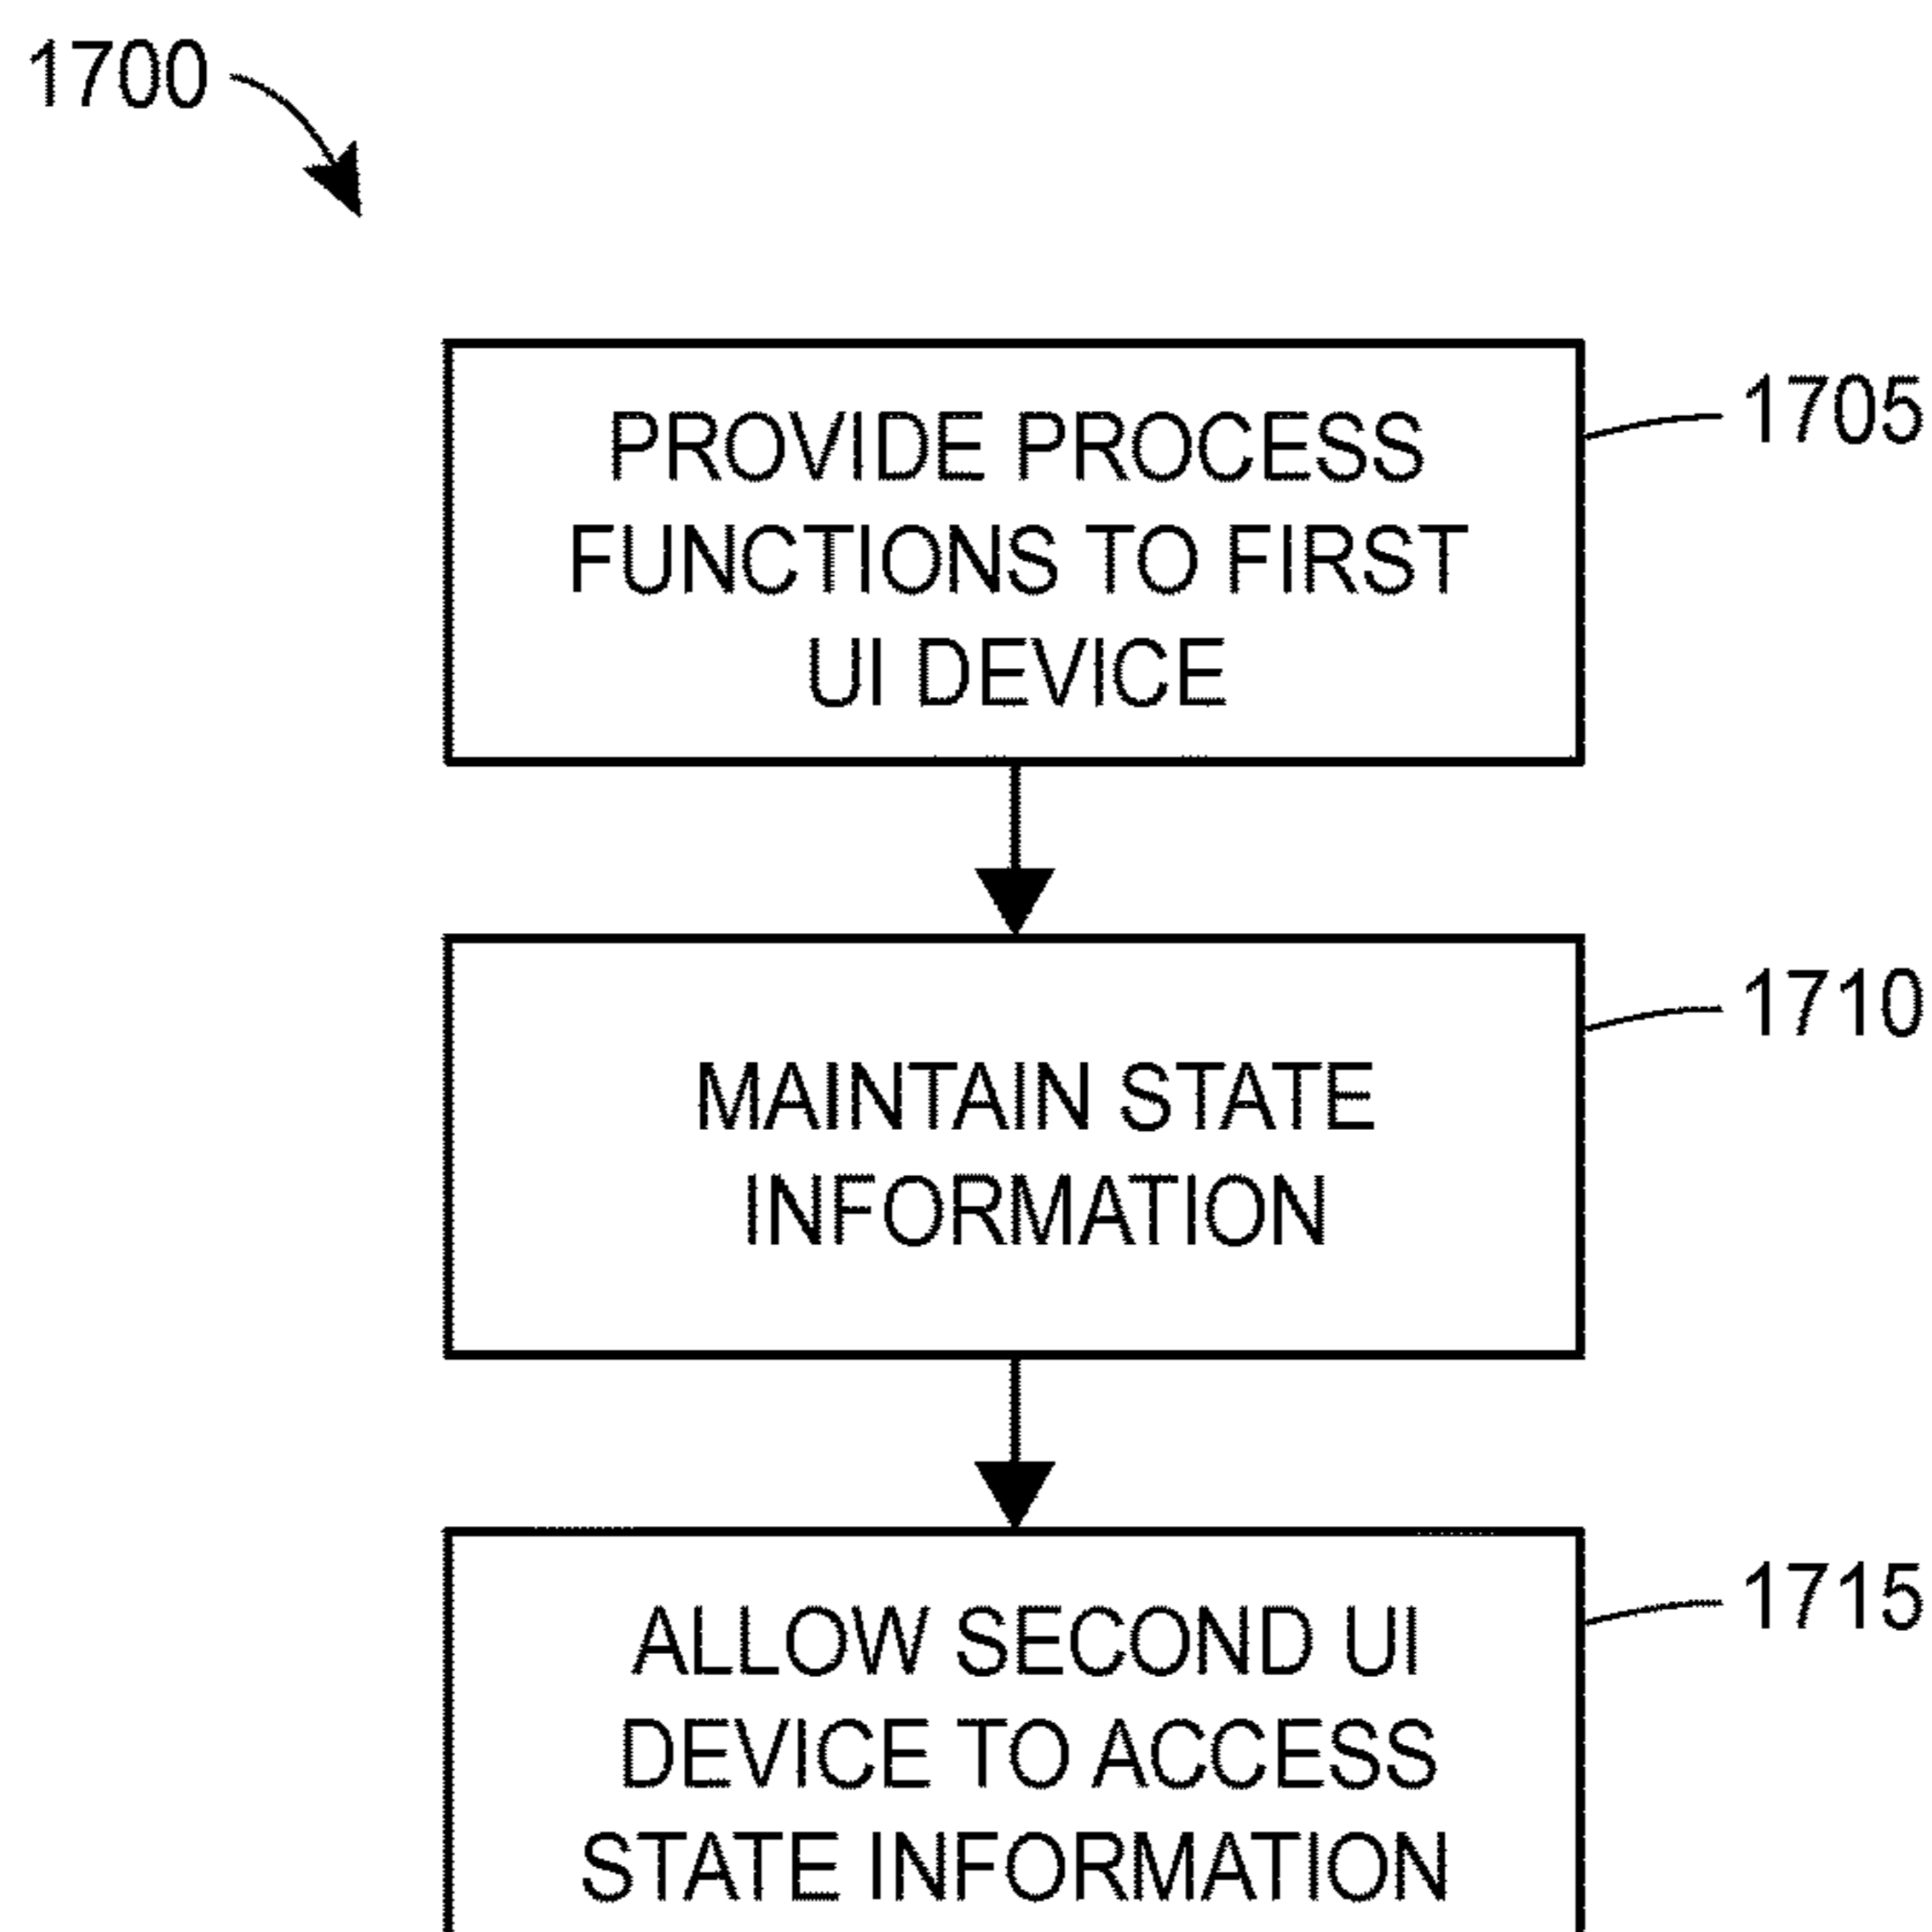 1700
PROVIDE PROCESS
FUNCTIONS TO FIRST
UI DEVICE
1705
MAINTAIN STATE
INFORMATION
1710
ALLOW SECOND UI
DEVICE TO ACCESS
STATE INFORMATION
1715